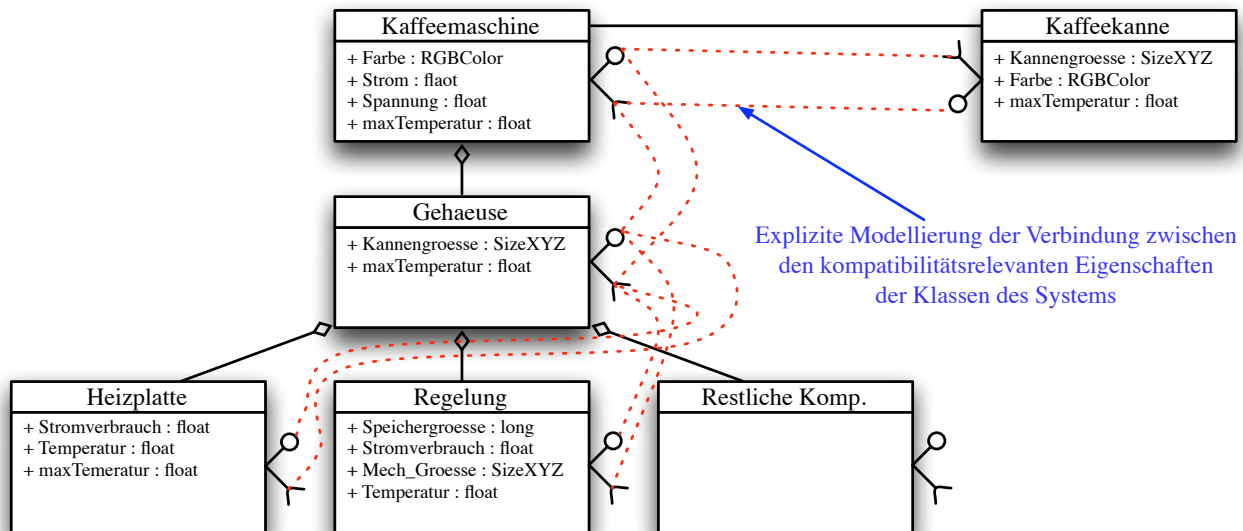 Kaffeemaschine
+ Farbe : RGBColor
+ Strom : flaot
+ Spannung : float
+ maxTemperatur : float
Kaffeekanne
+ Kannengroesse : SizeXYZ
+ Farbe : RGBColor
+ maxTemperatur : float
Gehaeuse
+ Kannengroesse : SizeXYZ
+ maxTemperatur : float
Explizite Modellierung der Verbindung zwischen
den kompatibilitätsrelevanten Eigenschaften
der Klassen des Systems
Heizplatte
+ Stromverbrauch : float
+ Temperatur : float
+ maxTemeratur : float
Regelung
+ Speichergroesse : long
+ Stromverbrauch : float
+ Mech_Groesse : SizeXYZ
+ Temperatur : float
Restliche Komp.